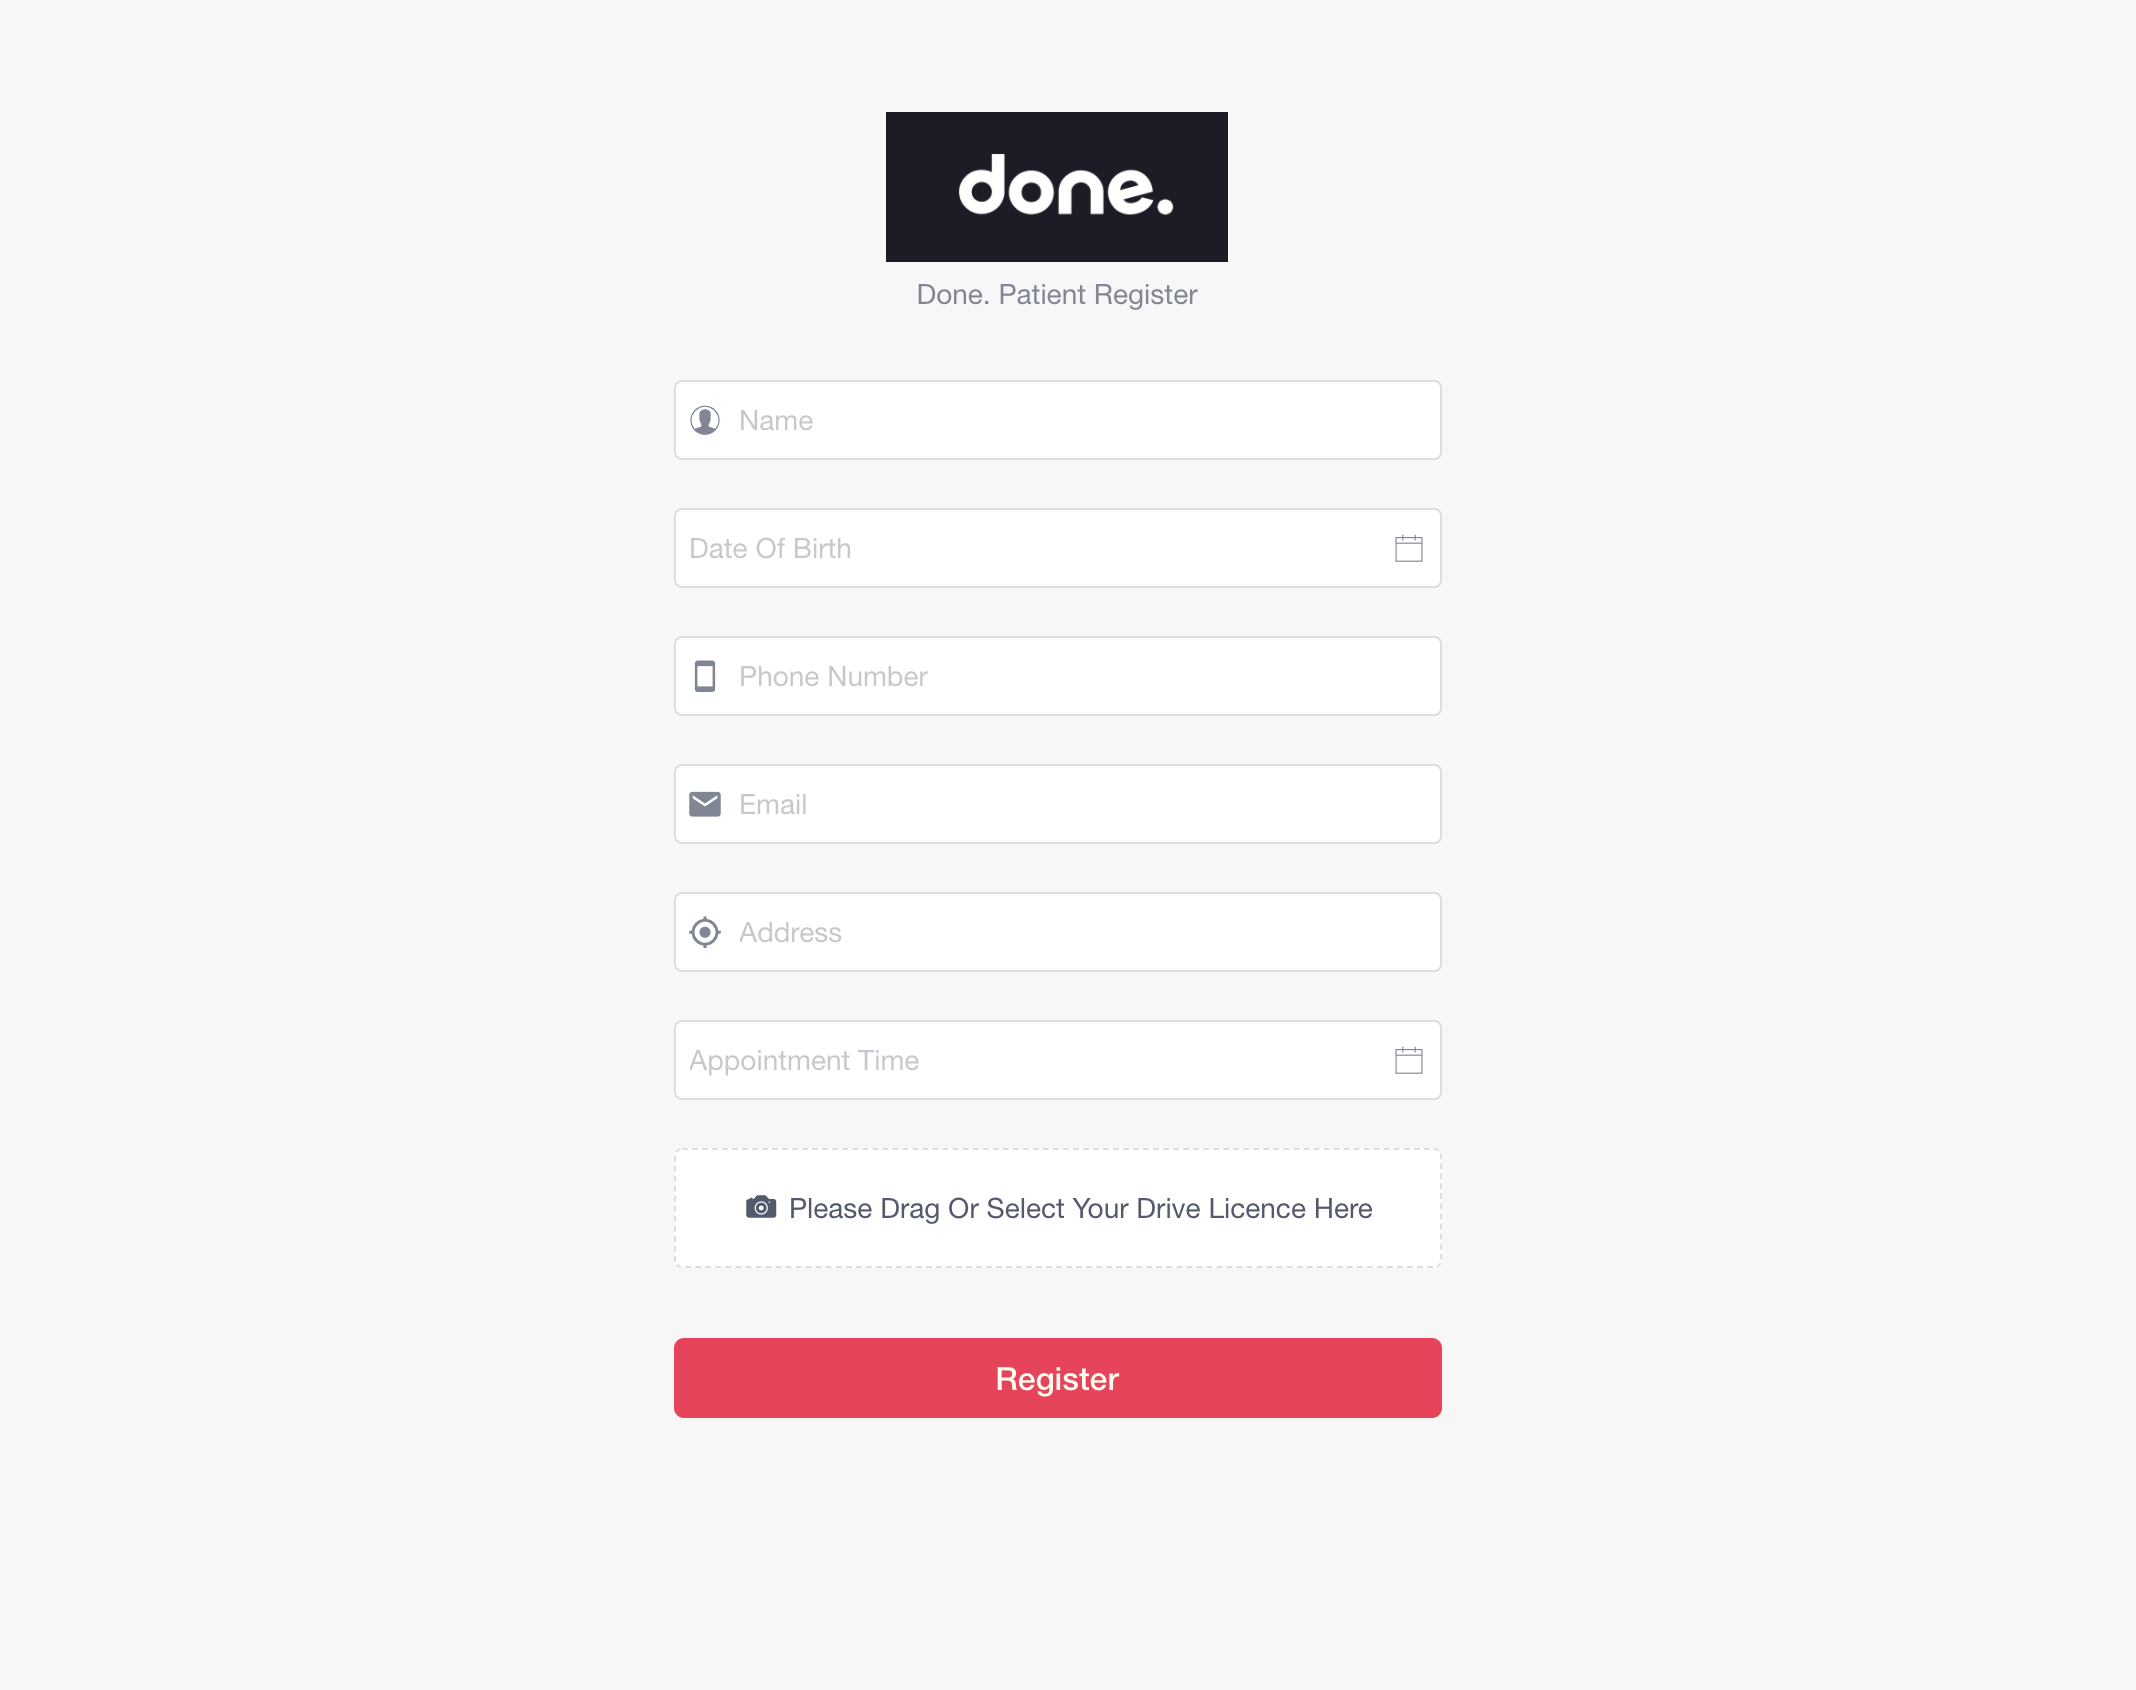 done.
Done. Patient Register
Name
Date Of Birth
Phone Number
Email
Address
Appointment Time
Please Drag Or Select Your Drive Licence Here
Register